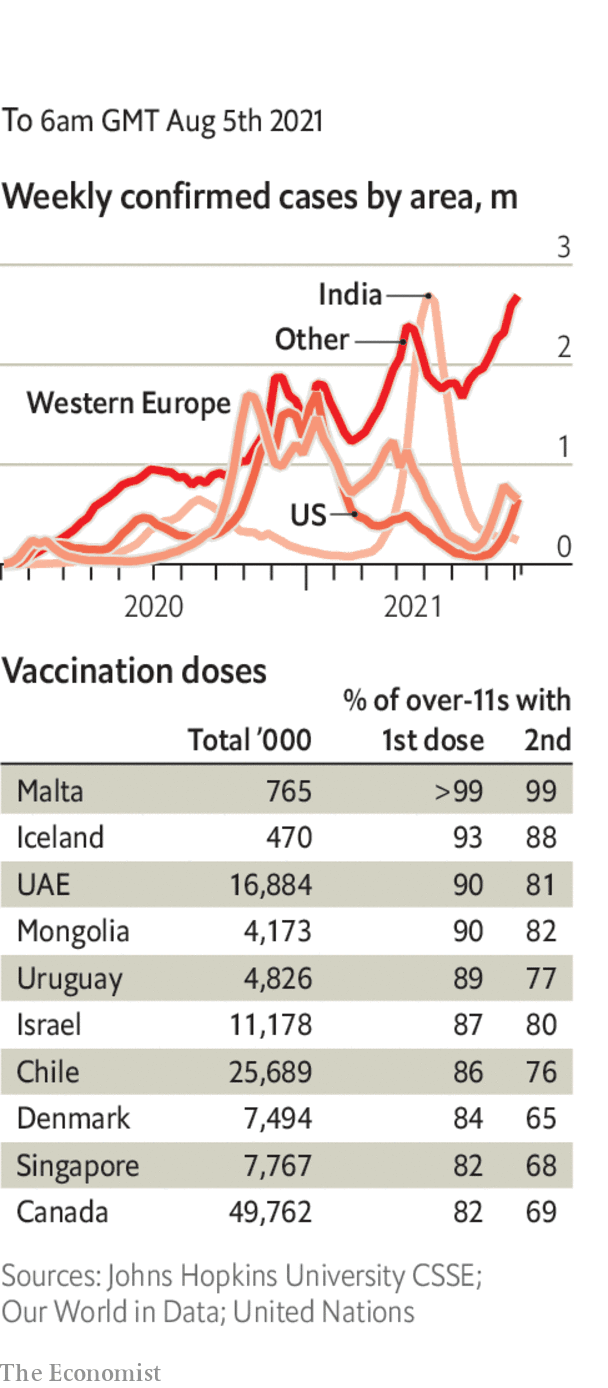 To 6am GMT Aug 5th 2021
Weekly confirmed cases by area, m
3
India
Other
2
Western Europe
1
US
0
2020 2021
Vaccination doses
% of over-11s with
Total ’000 1st dose 2nd
Malta 765 >99 99
Iceland 470 93 88
UAE 16,884 90 81
Mongolia 4,173 90 82
Uruguay 4,826 89 77
Israel 11,178 87 80
Chile 25,689 86 76
Denmark 7,494 84 65
Singapore 7,767 82 68
Canada 49,762 82 69
Sources: Johns Hopkins University CSSE;
Our World in Data; United Nations
The Economist